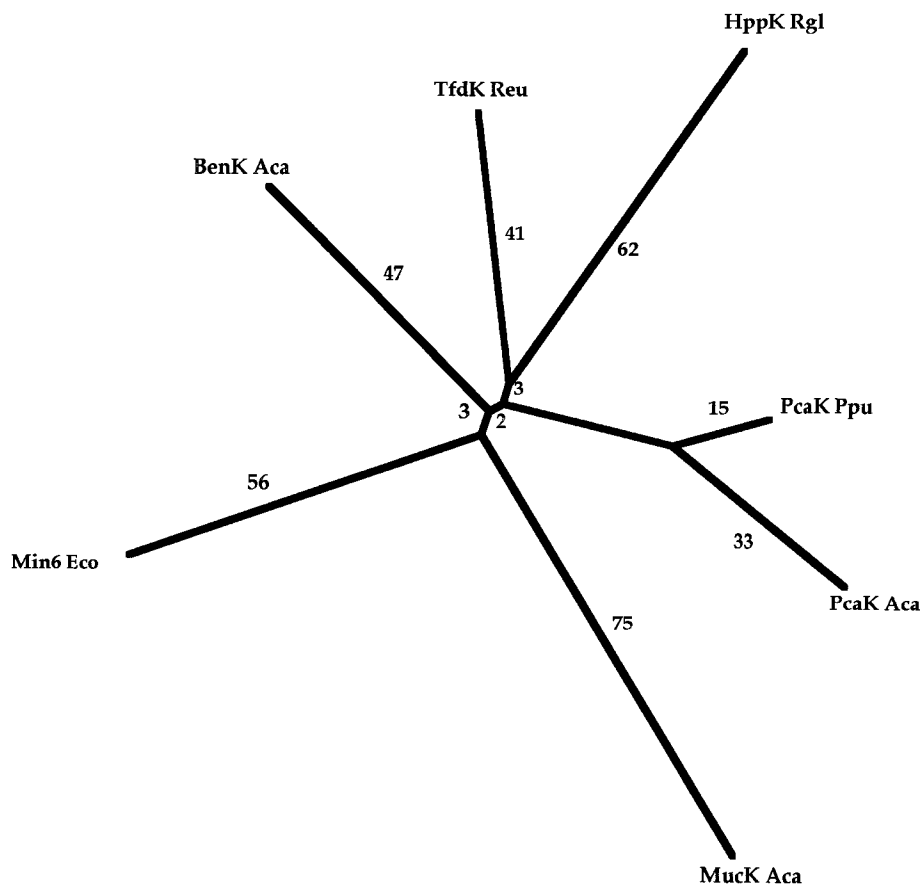 HppK Rgl
TfdK Reu
BenK Aca
41
62
47
3
15
PcaK Ppu
3
2
56
33
Min6 Eco
PcaK Aca
75
MucK Aca